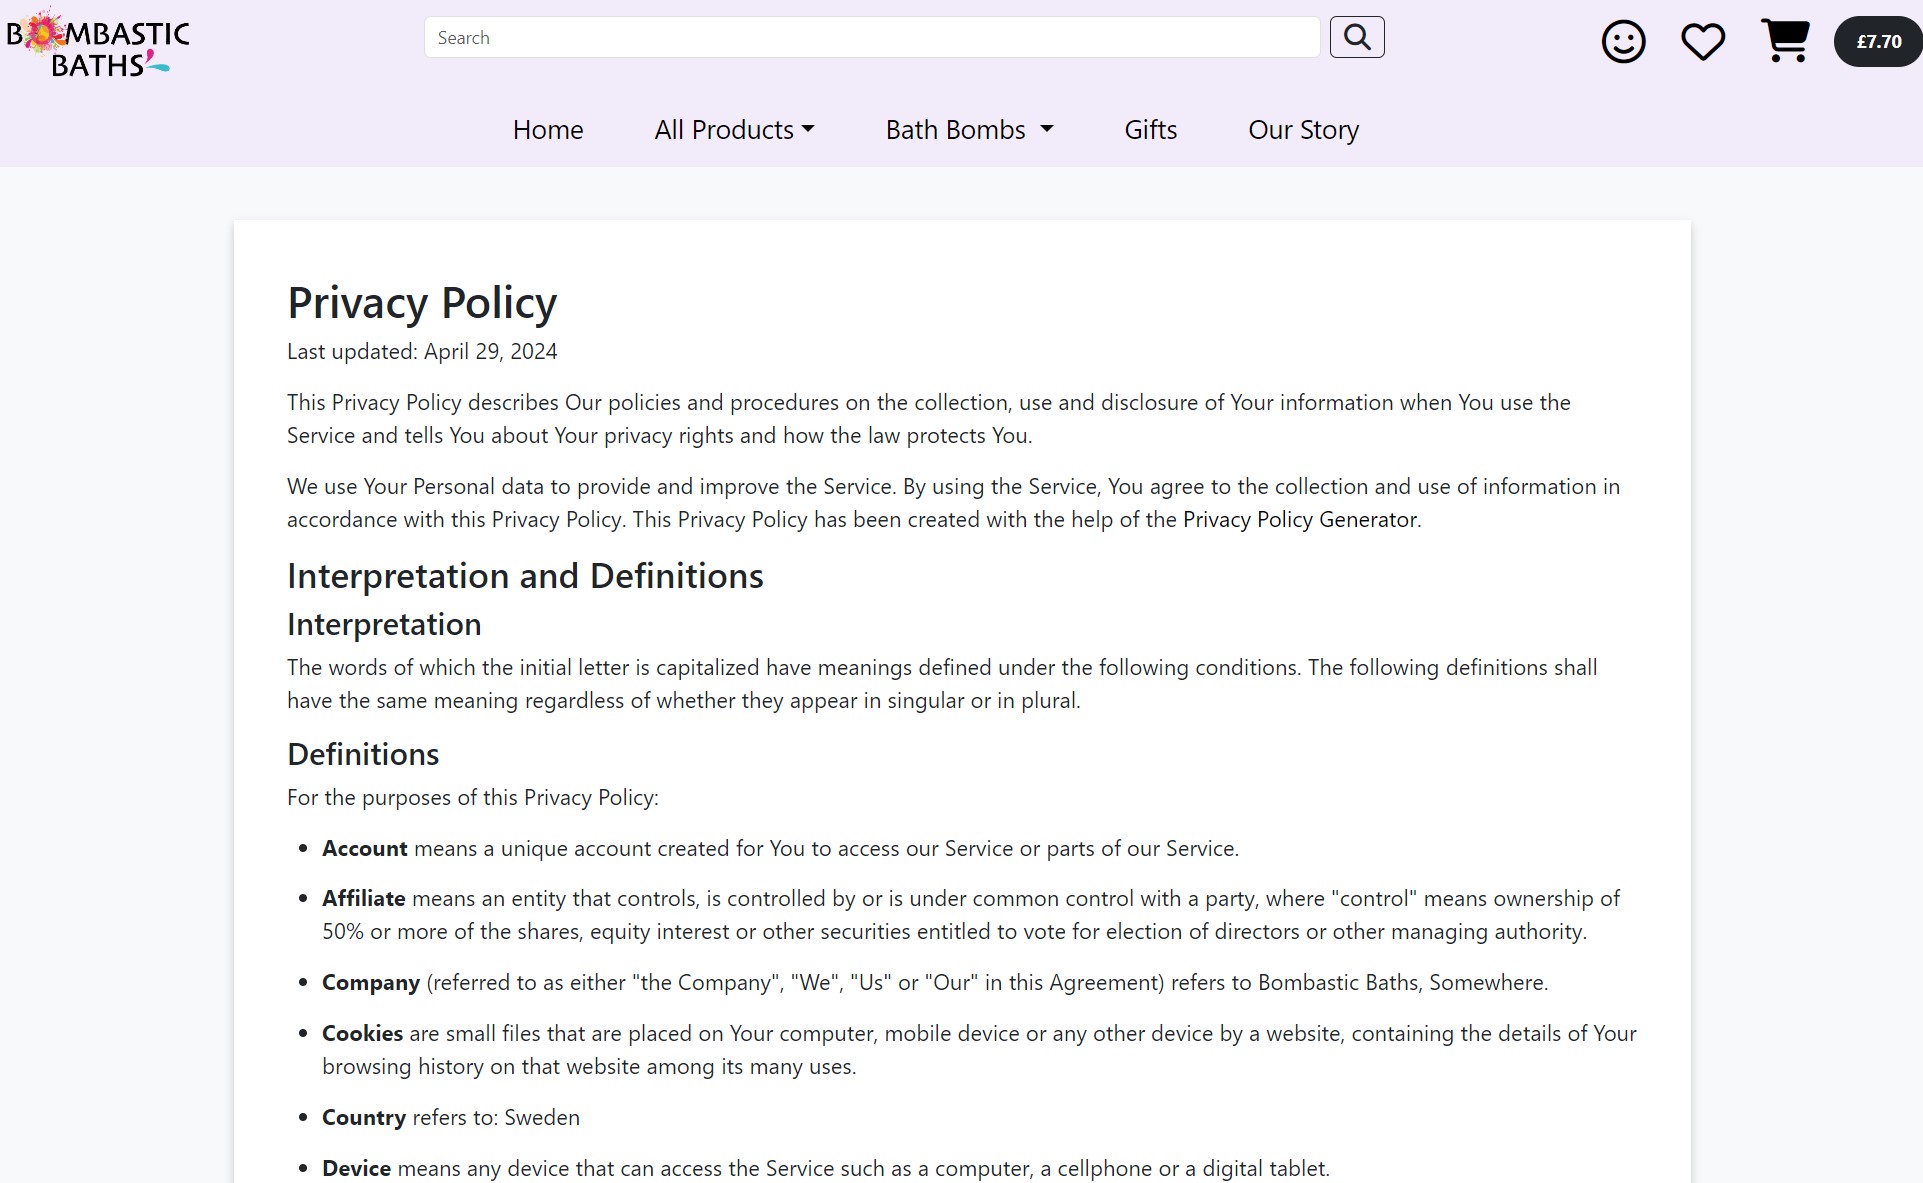 BOMBASTIC
BATHS
Search
£7.70
Home All Products Bath Bombs Gifts Our Story
Privacy Policy
Last updated: April 29, 2024
This Privacy Policy describes Our policies and procedures on the collection, use and disclosure of Your information when You use the
Service and tells You about Your privacy rights and how the law protects You.
We use Your Personal data to provide and improve the Service. By using the Service, You agree to the collection and use of information in
accordance with this Privacy Policy. This Privacy Policy has been created with the help of the Privacy Policy Generator.
Interpretation and Definitions
Interpretation
The words of which the initial letter is capitalized have meanings defined under the following conditions. The following definitions shall
have the same meaning regardless of whether they appear in singular or in plural.
Definitions
For the purposes of this Privacy Policy:
• Account means a unique account created for You to access our Service or parts of our Service.
• Affiliate means an entity that controls, is controlled by or is under common control with a party, where "control" means ownership of
50% or more of the shares, equity interest or other securities entitled to vote for election of directors or other managing authority.
• Company (referred to as either "the Company", "We", "Us" or "Our" in this Agreement) refers to Bombastic Baths, Somewhere.
• Cookies are small files that are placed on Your computer, mobile device or any other device by a website, containing the details of Your
browsing history on that website among its many uses.
• Country refers to: Sweden
• Device means any device that can access the Service such as a computer, a cellphone or a digital tablet.